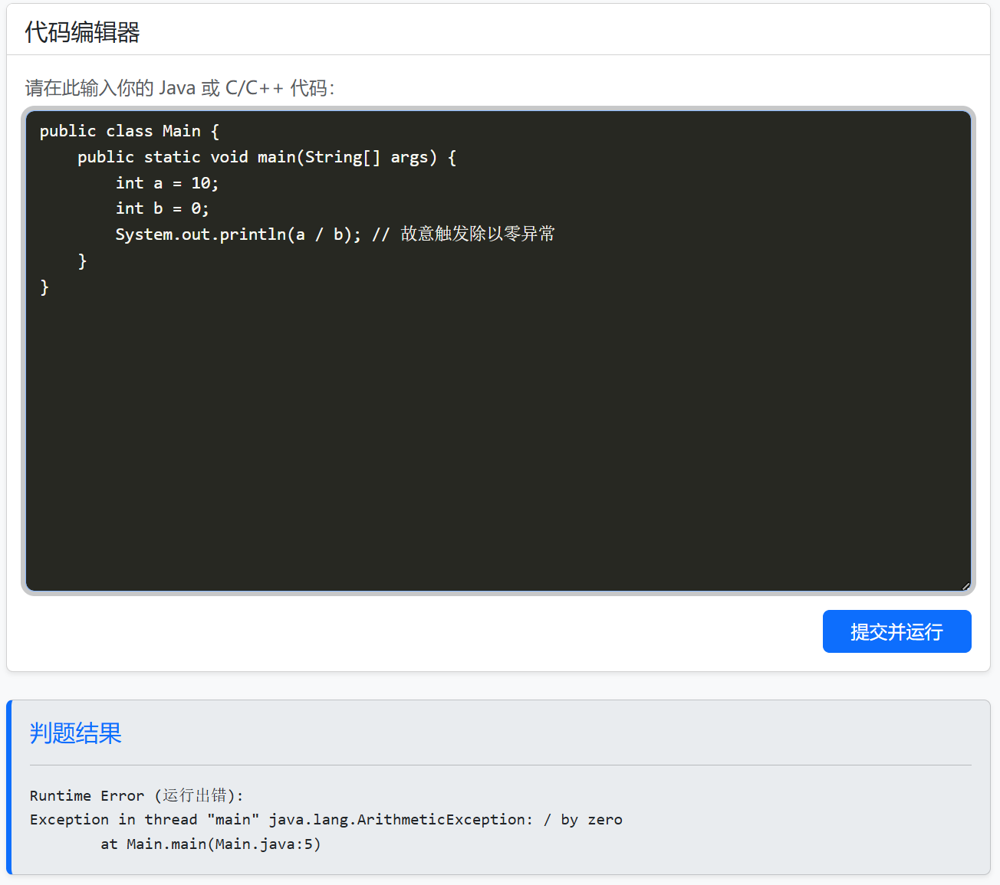 代码编辑器
请在此输入你的 Java 或 C/C++ 代码：
public class Main {
    public static void main(String[] args) {
        int a = 10;
        int b = 0;
        System.out.println(a / b); // 故意触发除以零异常
    }
}
提交并运行
判题结果
Runtime Error (运行出错):
Exception in thread "main" java.lang.ArithmeticException: / by zero
        at Main.main(Main.java:5)